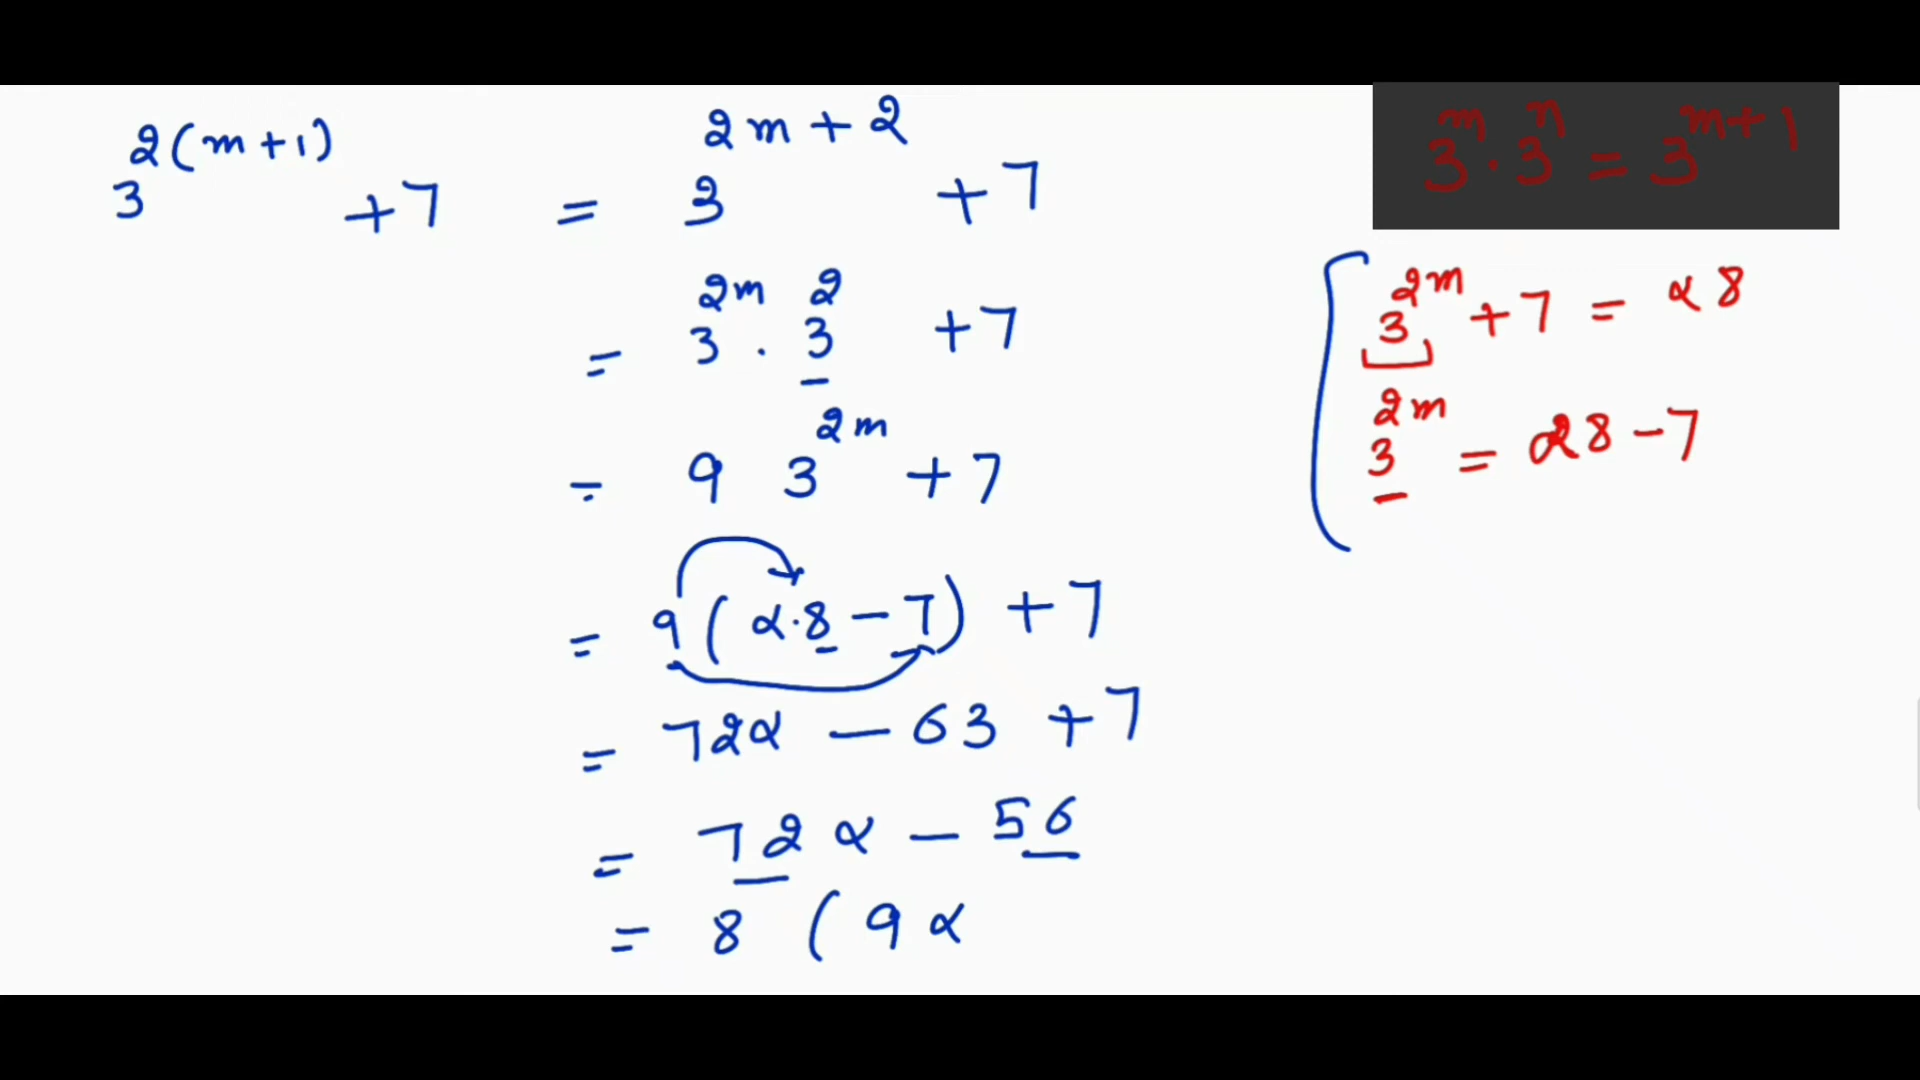 3^{2(m+1)} + 7 = 3^{2m+2} + 7
= 3^{2m} . 3^{2} + 7
= 9 3^{2m} + 7
= 9(α.8 - 7) + 7
= 72α - 63 + 7
= 72α - 56
= 8 (9α
3^{m} . 3^{n} = 3^{m+1}
3^{2m} + 7 = α8
3^{2m} = α8 - 7